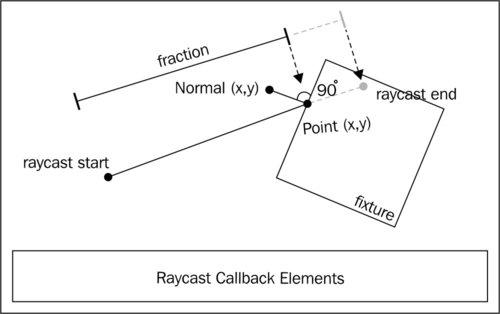 fraction
Normal (x,y)
90°
raycast end
Point (x,y)
raycast start
fixture
Raycast Callback Elements